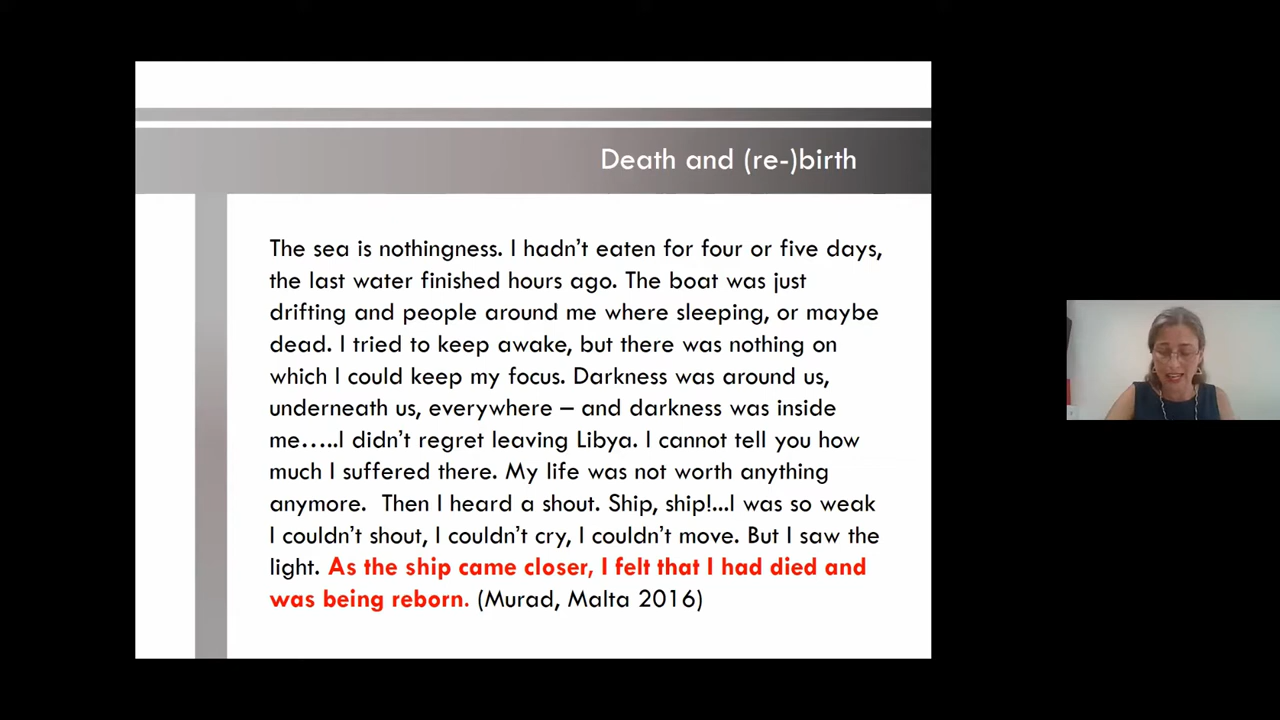 Death and (re-)birth
The sea is nothingness. I hadn't eaten for four or five days,
the last water finished hours ago. The boat was just
drifting and people around me where sleeping, or maybe
dead. I tried to keep awake, but there was nothing on
which I could keep my focus. Darkness was around us,
underneath us, everywhere – and darkness was inside
me…..I didn't regret leaving Libya. I cannot tell you how
much I suffered there. My life was not worth anything
anymore.  Then I heard a shout. Ship, ship!...I was so weak
I couldn't shout, I couldn't cry, I couldn't move. But I saw the
light. As the ship came closer, I felt that I had died and
was being reborn. (Murad, Malta 2016)